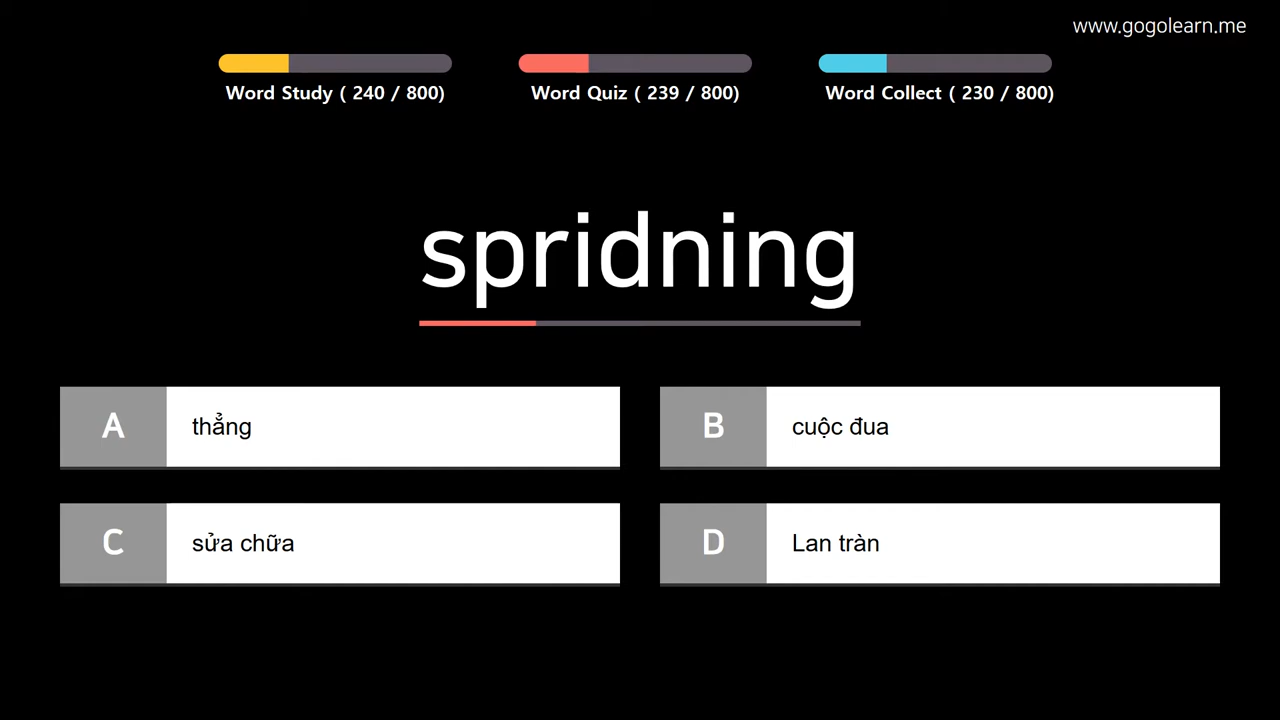 www.gogolearn.me
Word Study ( 240 / 800)
Word Quiz ( 239 / 800)
Word Collect ( 230 / 800)
spridning
A thẳng
B cuộc đua
C sửa chữa
D Lan tràn